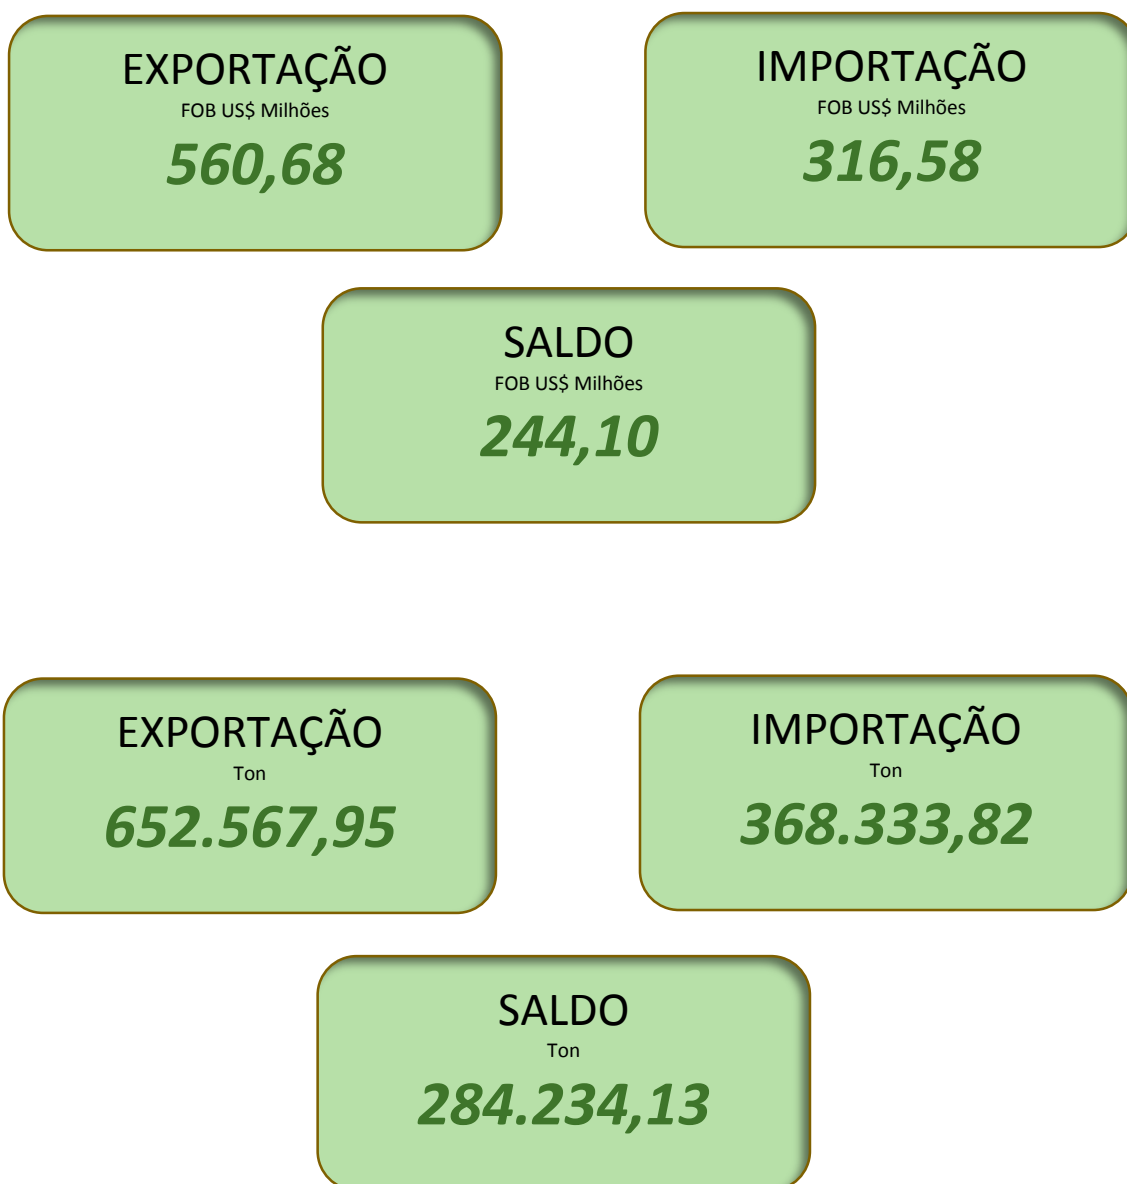 EXPORTAÇÃO
FOB US$ Milhões
560,68
IMPORTAÇÃO
FOB US$ Milhões
316,58
SALDO
FOB US$ Milhões
244,10
EXPORTAÇÃO
Ton
652.567,95
IMPORTAÇÃO
Ton
368.333,82
SALDO
Ton
284.234,13